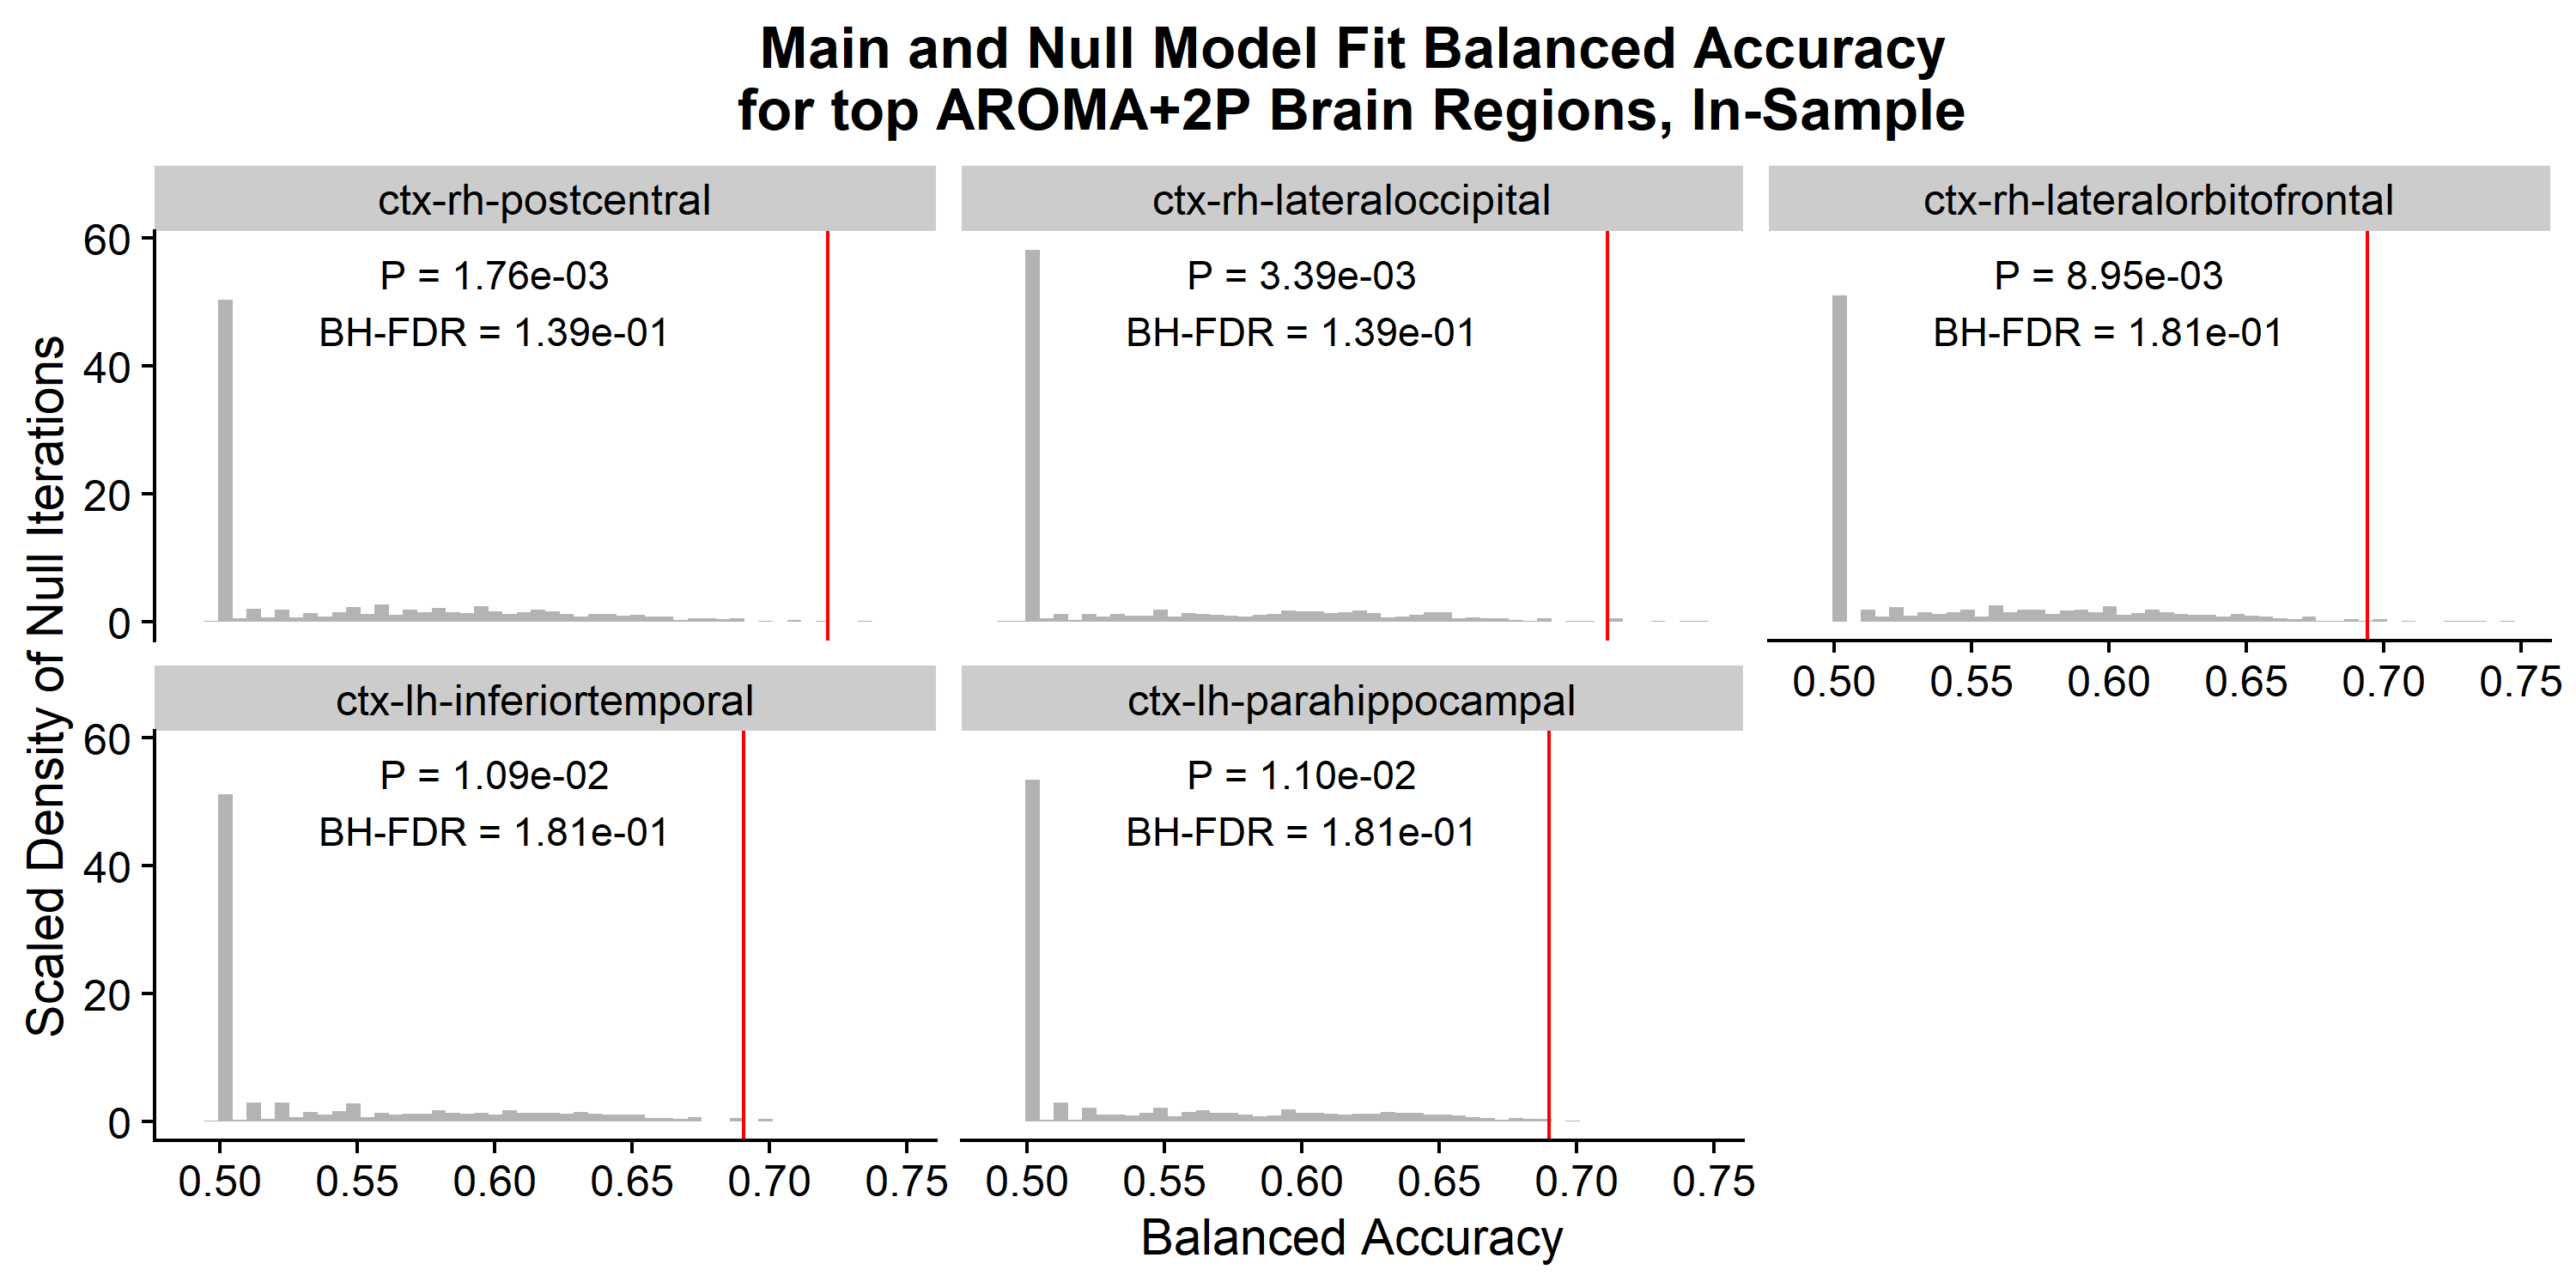 Main and Null Model Fit Balanced Accuracy
for top AROMA+2P Brain Regions, In-Sample
Scaled Density of Null Iterations
ctx-rh-postcentral
P = 1.76e-03
BH-FDR = 1.39e-01
60
40
20
0
ctx-rh-lateraloccipital
P = 3.39e-03
BH-FDR = 1.39e-01
ctx-rh-lateralorbitofrontal
P = 8.95e-03
BH-FDR = 1.81e-01
0.50 0.55 0.60 0.65 0.70 0.75
ctx-lh-inferiortemporal
P = 1.09e-02
BH-FDR = 1.81e-01
60
40
20
0
0.50 0.55 0.60 0.65 0.70 0.75
ctx-lh-parahippocampal
P = 1.10e-02
BH-FDR = 1.81e-01
0.50 0.55 0.60 0.65 0.70 0.75
Balanced Accuracy